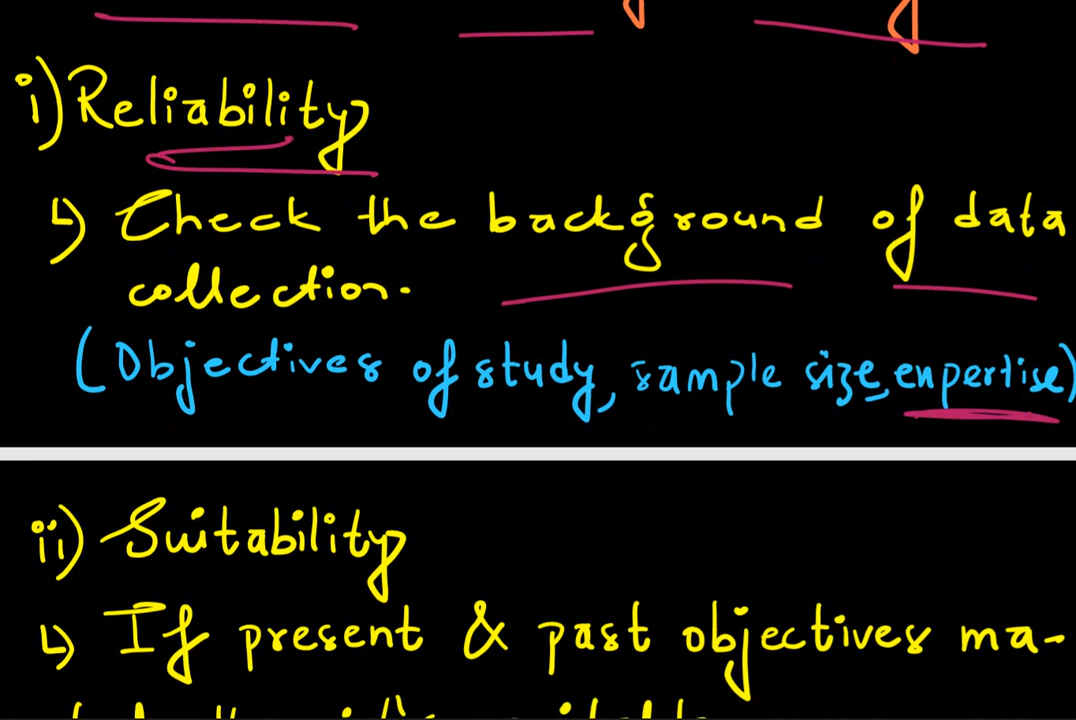 i) Reliability
↳ Check the background of data
collection.
(Objectives of study, sample size, expertise)
ii) Suitability
↳ If present & past objectives ma-